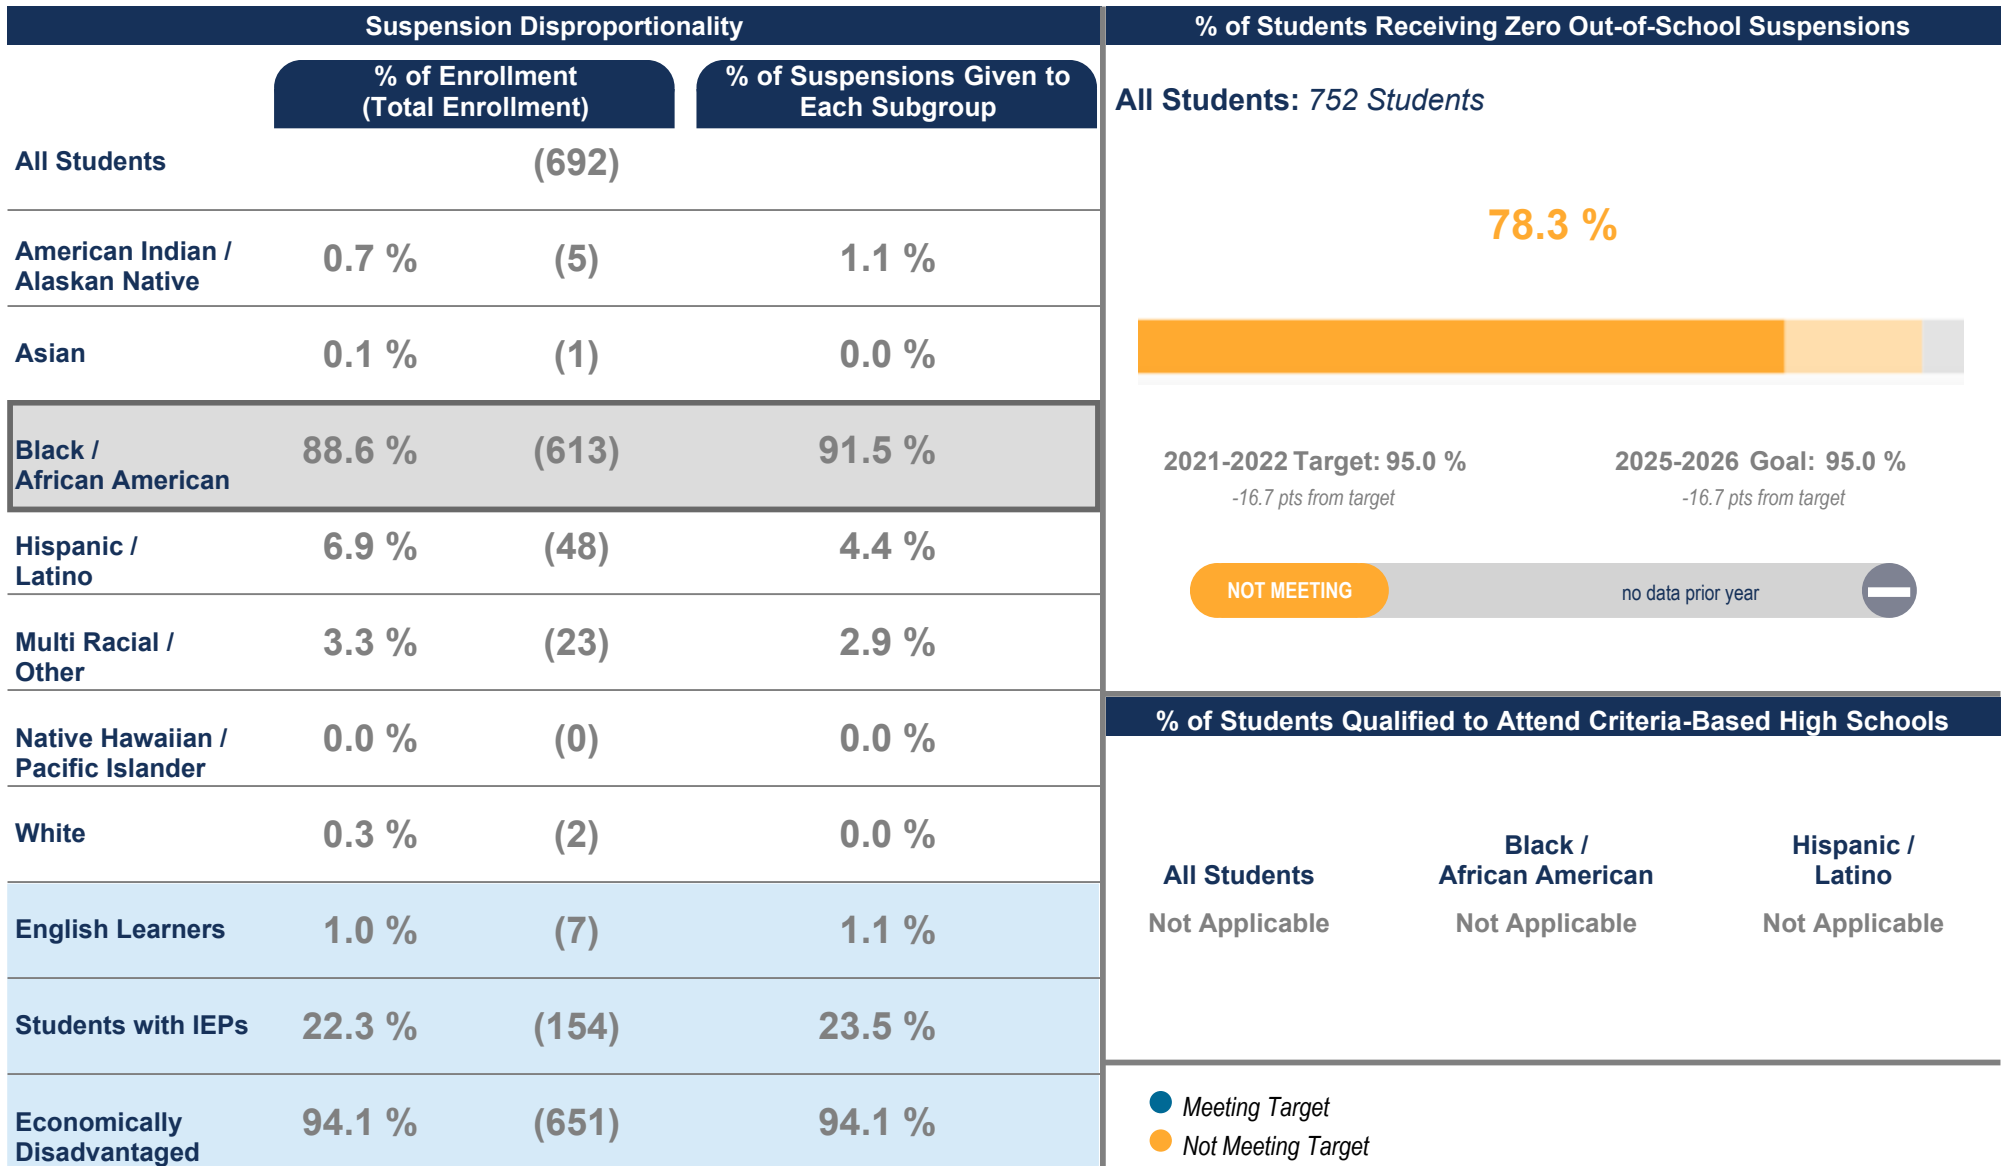 Suspension Disproportionality
% of Enrollment
(Total Enrollment)
% of Suspensions Given to
Each Subgroup
All Students (692)
American Indian /
Alaskan Native
0.7 % (5) 1.1 %
Asian 0.1 % (1) 0.0 %
Black /
African American
88.6 % (613) 91.5 %
Hispanic /
Latino
6.9 % (48) 4.4 %
Multi Racial /
Other
3.3 % (23) 2.9 %
Native Hawaiian /
Pacific Islander
0.0 % (0) 0.0 %
White 0.3 % (2) 0.0 %
English Learners 1.0 % (7) 1.1 %
Students with IEPs 22.3 % (154) 23.5 %
Economically
Disadvantaged
94.1 % (651) 94.1 %
% of Students Receiving Zero Out-of-School Suspensions
All Students: 752 Students
78.3 %
2021-2022 Target: 95.0 %
-16.7 pts from target
2025-2026 Goal: 95.0 %
-16.7 pts from target
NOT MEETING
no data prior year
% of Students Qualified to Attend Criteria-Based High Schools
All Students
Not Applicable
Black /
African American
Not Applicable
Hispanic /
Latino
Not Applicable
Meeting Target
Not Meeting Target